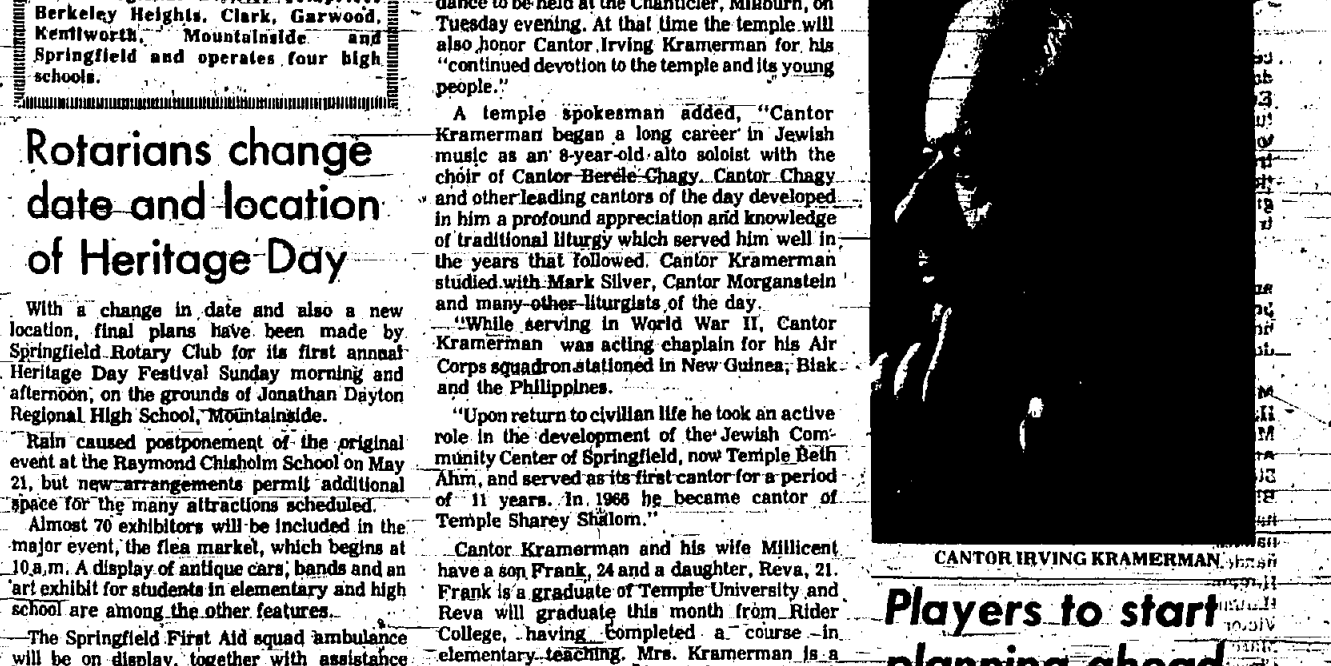 Berkeley Heights, Clark, Garwood,
Kenilworth, Mountainside and
Springfield and operates four high
schools.
Rotarians change
date and location
of Heritage Day
With a change in date and also a new
location, final plans have been made by
Springfield Rotary Club for its first annual
Heritage Day Festival Sunday morning and
afternoon, on the grounds of Jonathan Dayton
Regional High School, Mountainside.
Rain caused postponement of the original
event at the Raymond Chisholm School on May
21, but new arrangements permit additional
space for the many attractions scheduled.
Almost 70 exhibitors will be included in the
major event, the flea market, which begins at
10 a.m. A display of antique cars, bands and an
art exhibit for students in elementary and high
school are among the other features.
The Springfield First Aid squad ambulance
will be on display, together with assistance
dance to be held at the Chanticler, Millburn, on
Tuesday evening. At that time the temple will
also honor Cantor Irving Kramerman for his
"continued devotion to the temple and its young
people."
A temple spokesman added, "Cantor
Kramerman began a long career in Jewish
music as an 8-year-old alto soloist with the
choir of Cantor Berele Chagy. Cantor Chagy
and other leading cantors of the day developed
in him a profound appreciation and knowledge
of traditional liturgy which served him well in
the years that followed. Cantor Kramerman
studied with Mark Silver, Cantor Morganstein
and many other liturgists of the day.
"While serving in World War II, Cantor
Kramerman was acting chaplain for his Air
Corps squadron stationed in New Guinea, Biak
and the Philippines.
"Upon return to civilian life he took an active
role in the development of the Jewish Com-
munity Center of Springfield, now Temple Beth
Ahm, and served as its first cantor for a period
of 11 years. In 1966 he became cantor of
Temple Sharey Shalom."
Cantor Kramerman and his wife Millicent
have a son Frank, 24 and a daughter, Reva, 21.
Frank is a graduate of Temple University and
Reva will graduate this month from Rider
College, having completed a course in
elementary teaching. Mrs. Kramerman is a
CANTOR IRVING KRAMERMAN
Players to start
planning ahead